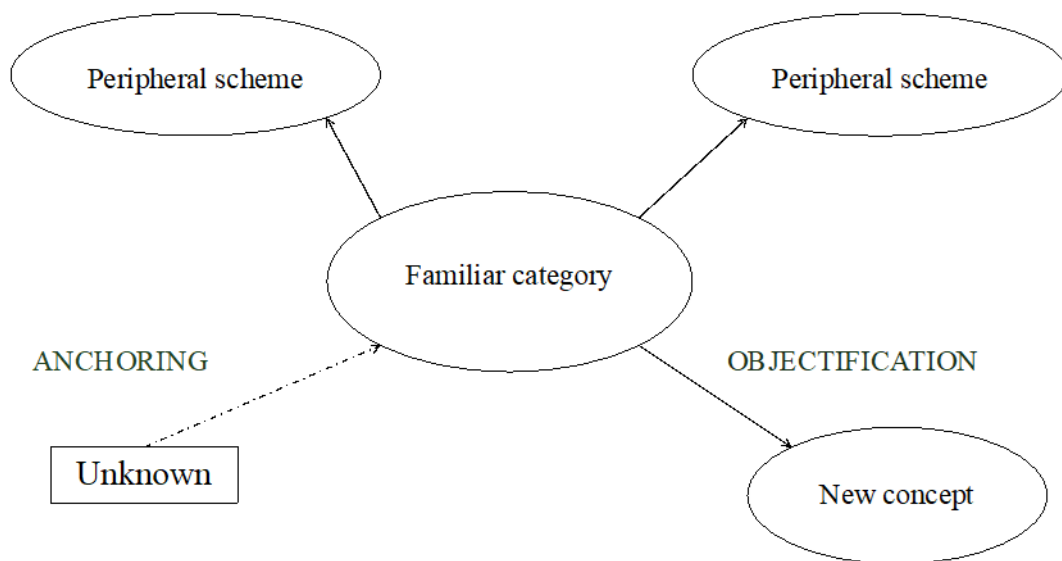 Peripheral scheme
Peripheral scheme
Familiar category
ANCHORING
OBJECTIFICATION
Unknown
New concept